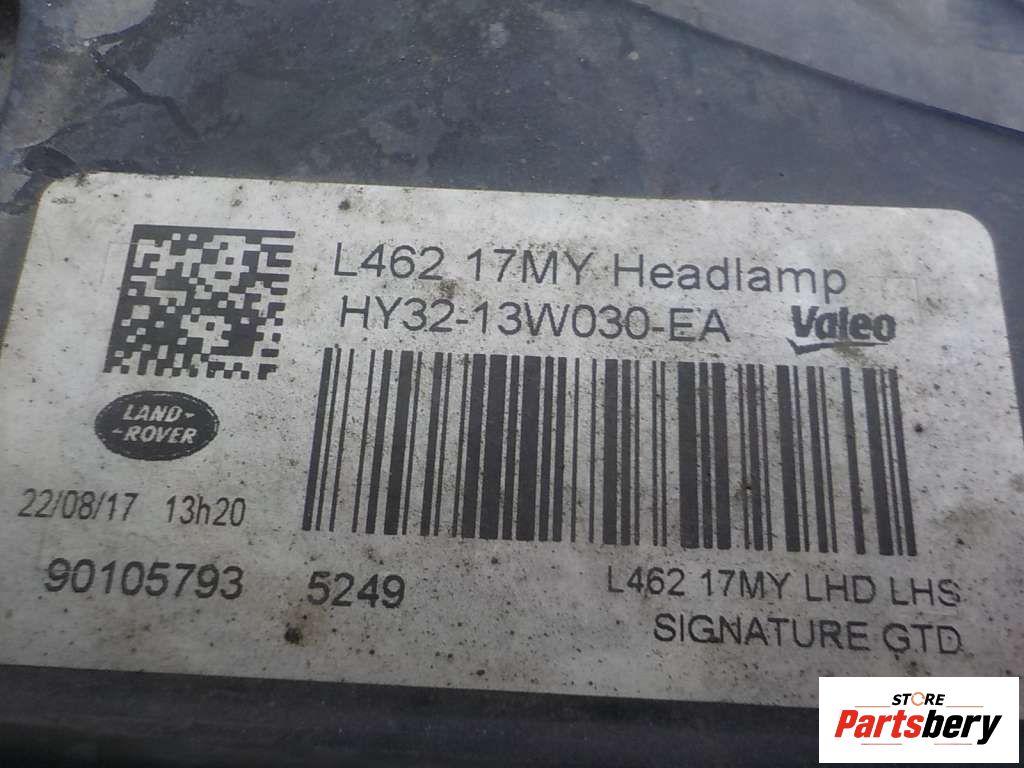 L462 17MY Headlamp
HY32-13W030-EA
Valeo
LAND-
-ROVER
22/08/17 13h20
90105793 5249
L462 17MY LHD LHS
SIGNATURE GTD
STORE
Partsbery